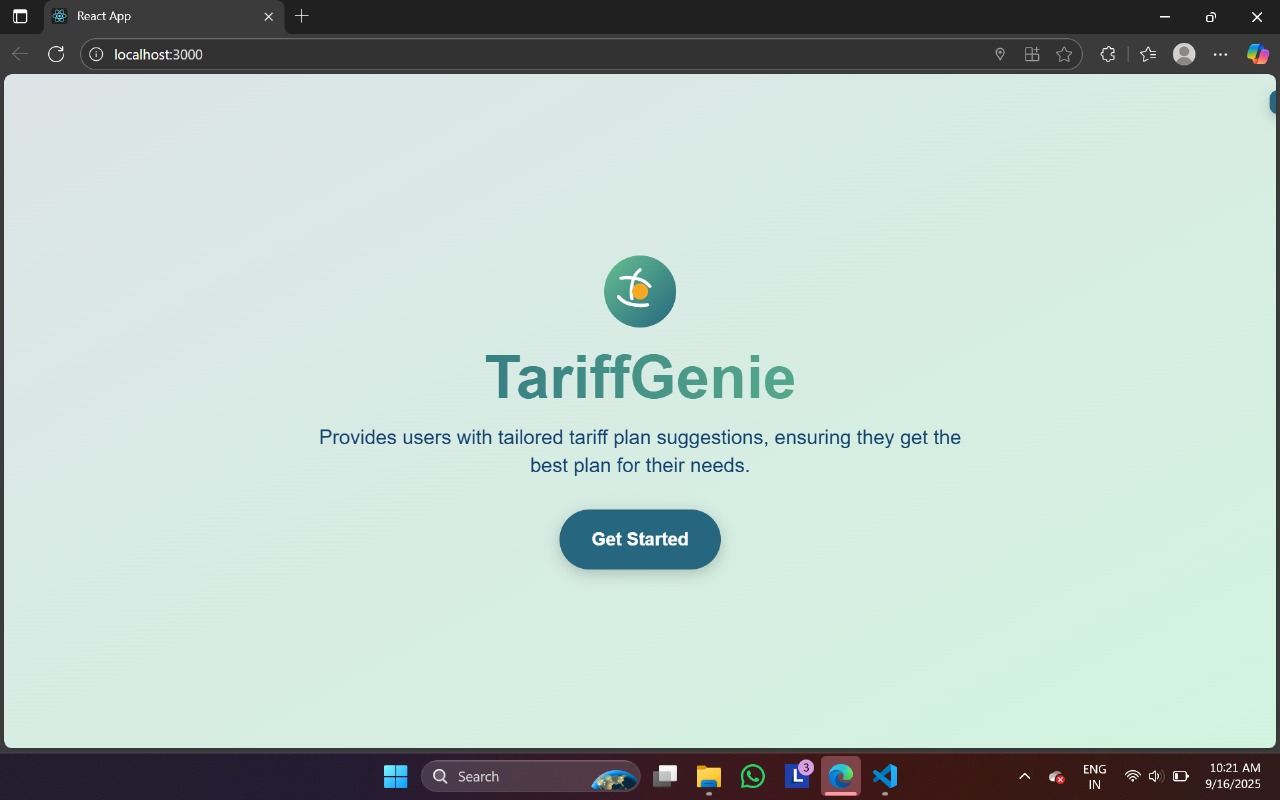 React App
localhost:3000
TariffGenie
Provides users with tailored tariff plan suggestions, ensuring they get the
best plan for their needs.
Get Started
Search
L
3
ENG
IN
10:21 AM
9/16/2025